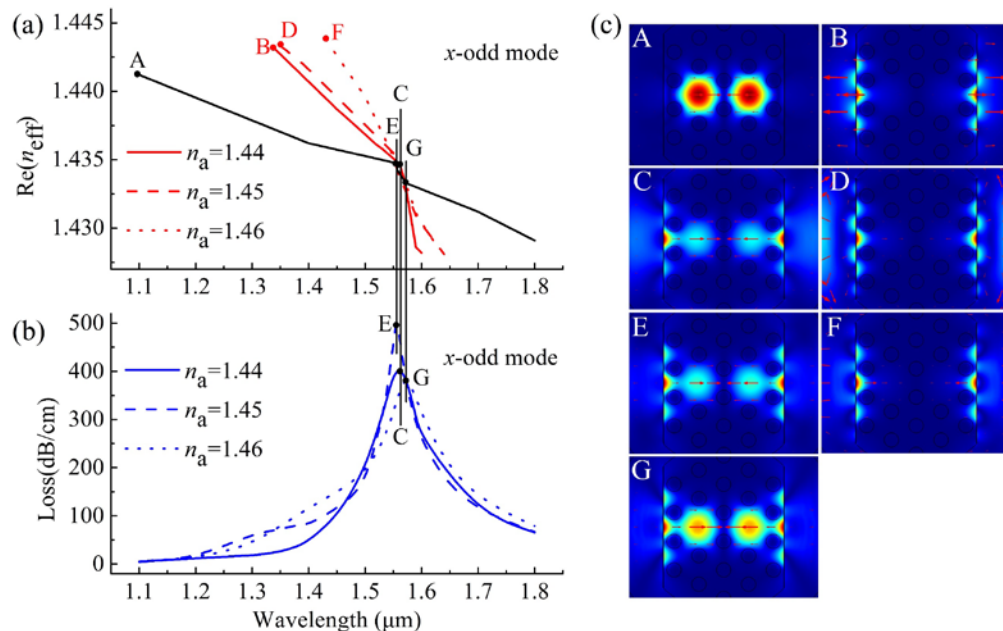 (a)
1.445
1.440
1.435
1.430
Re(neff)
A
B
D
F
C
E
G
x-odd mode
na=1.44
na=1.45
na=1.46
1.1 1.2 1.3 1.4 1.5 1.6 1.7 1.8
(b)
500
400
300
200
100
0
Loss(dB/cm)
E
G
C
x-odd mode
na=1.44
na=1.45
na=1.46
1.1 1.2 1.3 1.4 1.5 1.6 1.7 1.8
Wavelength (μm)
(c)
A
B
C
D
E
F
G